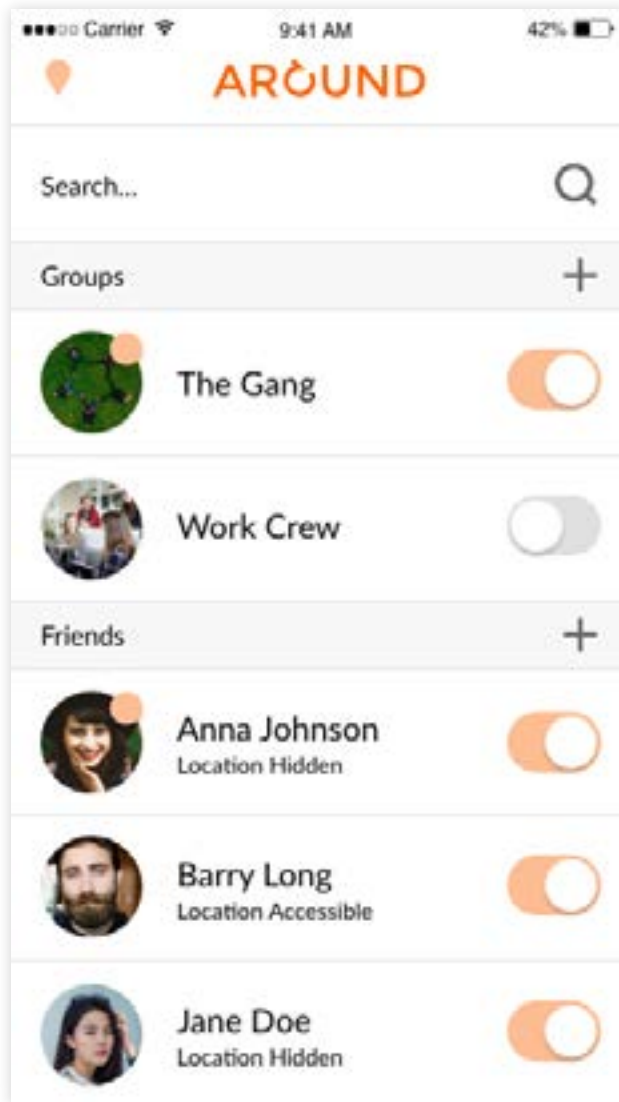 Carrier 9:41 AM 42%
AROUND
Search...
Groups
The Gang
Work Crew
Friends
Anna Johnson
Location Hidden
Barry Long
Location Accessible
Jane Doe
Location Hidden